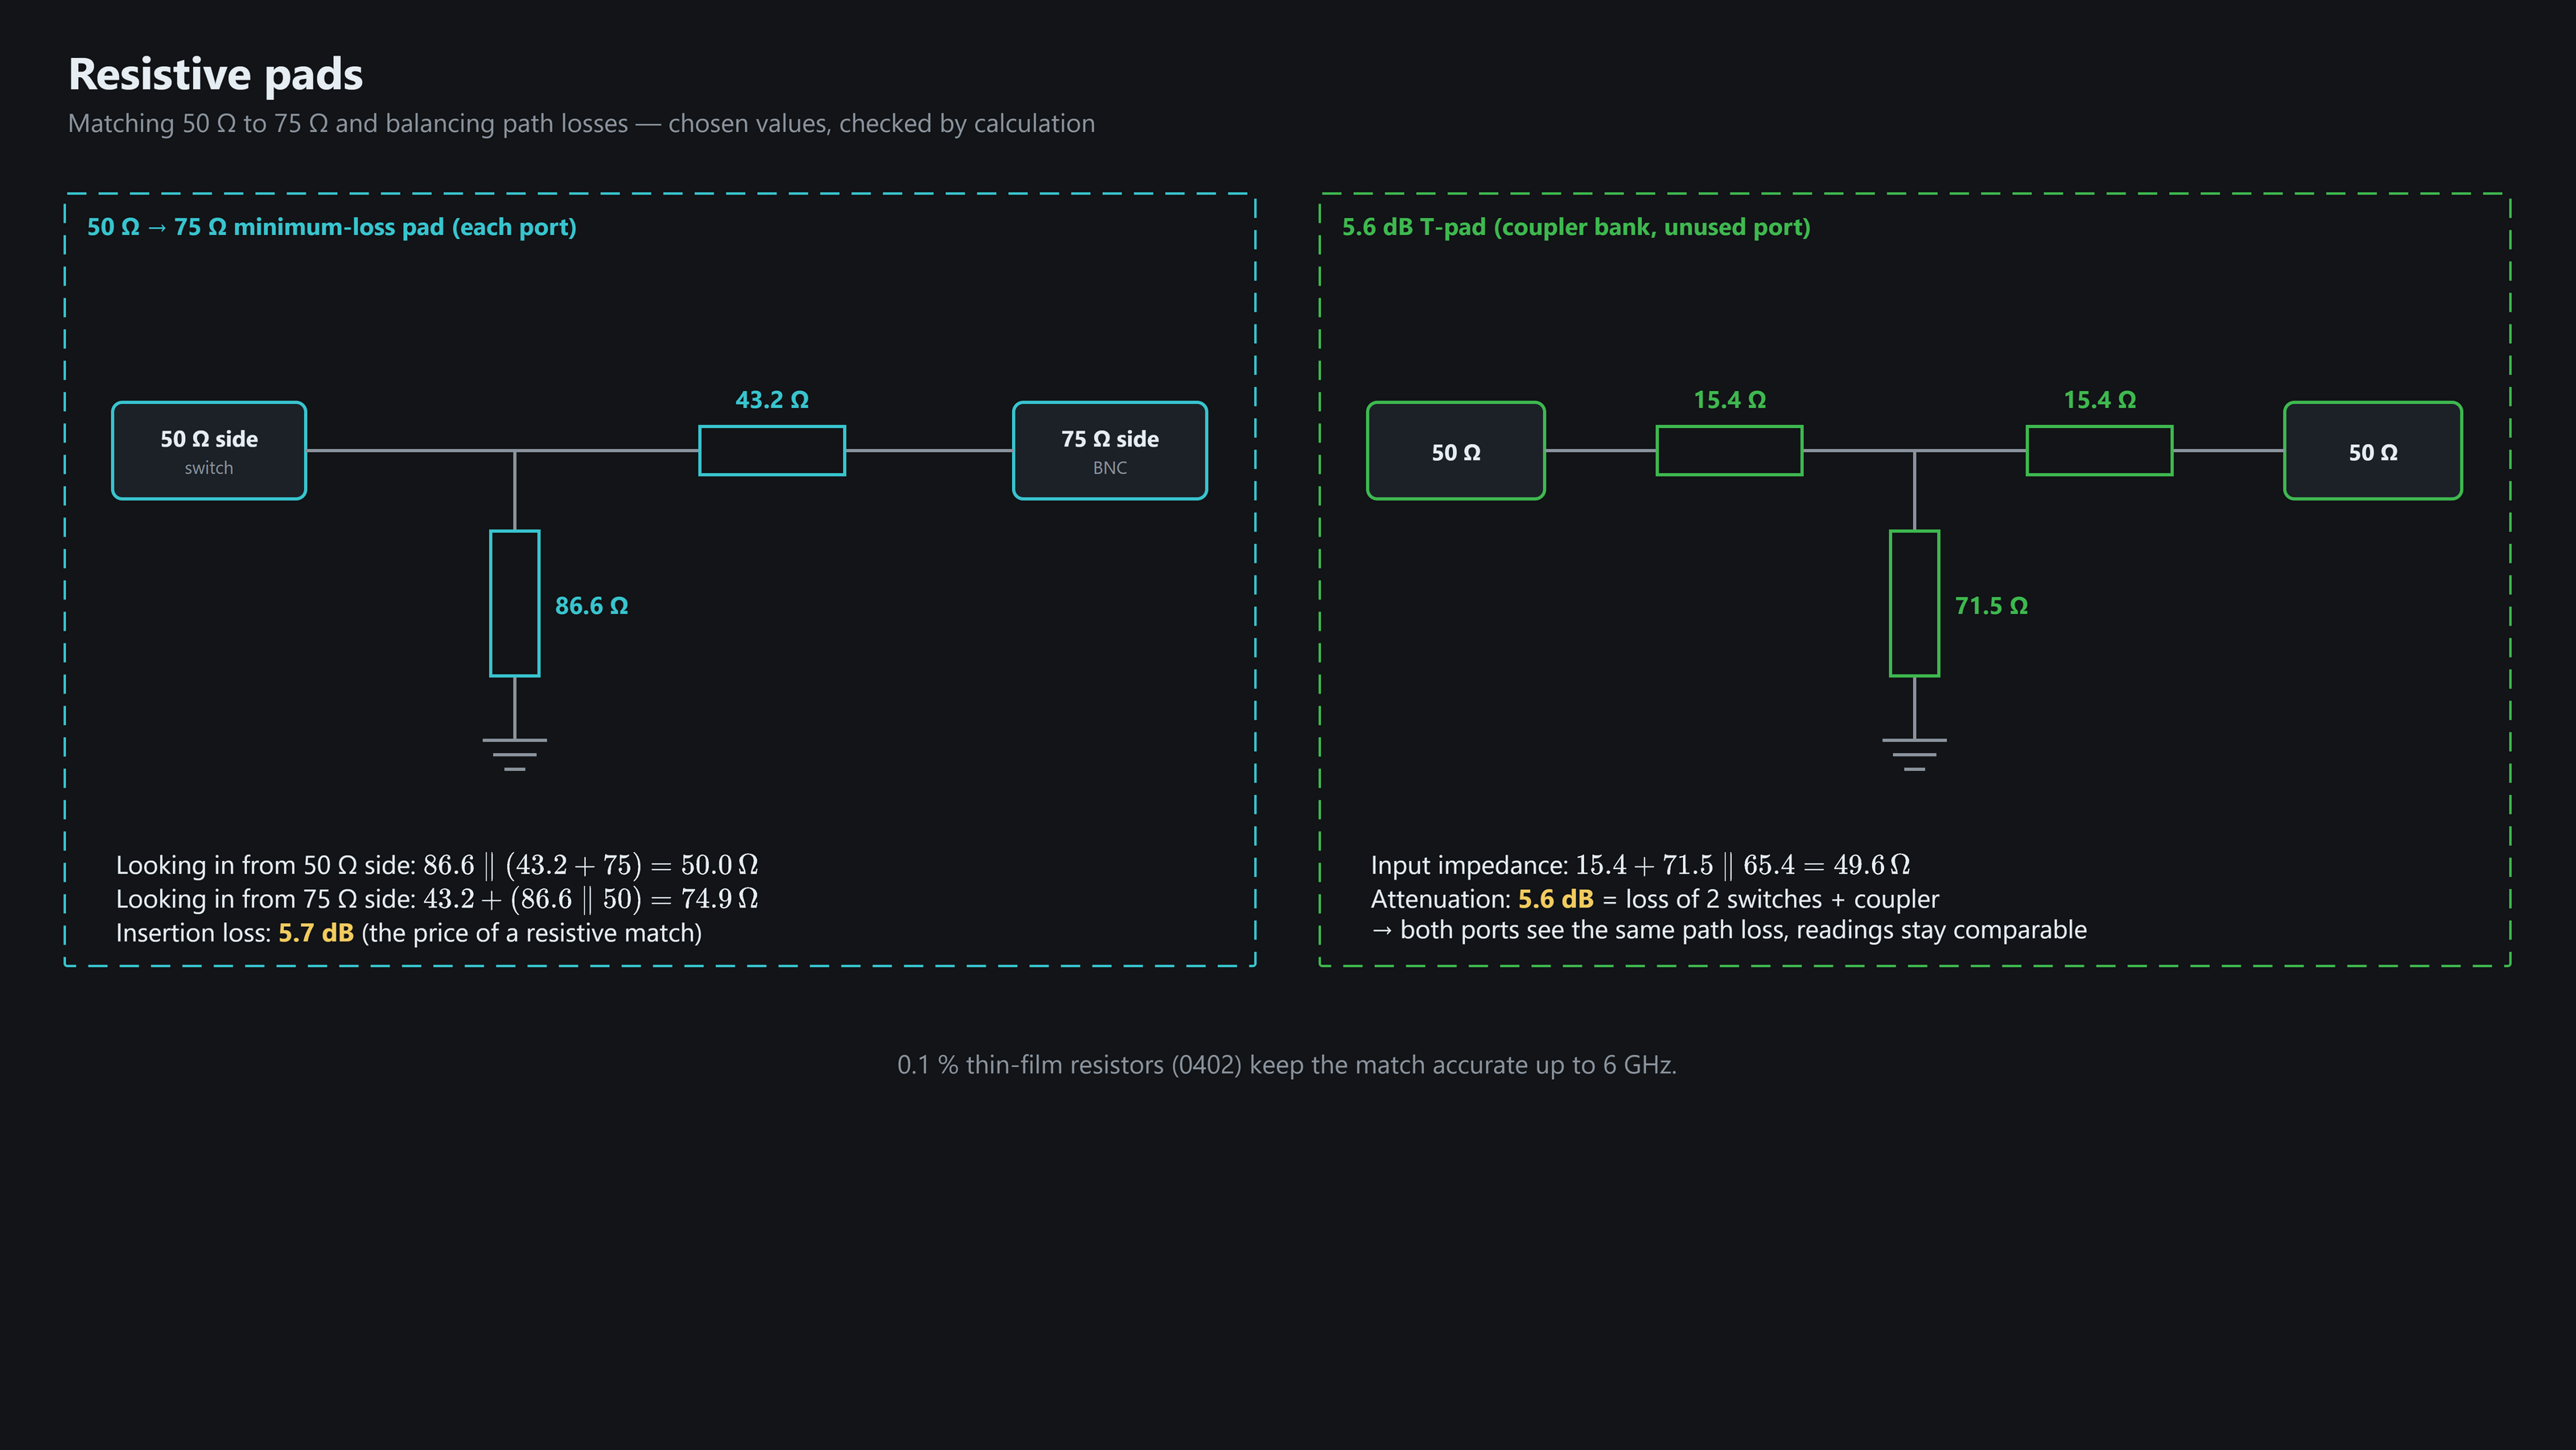 Resistive pads
Matching 50 Ω to 75 Ω and balancing path losses — chosen values, checked by calculation
50 Ω → 75 Ω minimum-loss pad (each port)
43.2 Ω
50 Ω side
switch
75 Ω side
BNC
86.6 Ω
Looking in from 50 Ω side: 86.6 ∥ (43.2 + 75) = 50.0 Ω
Looking in from 75 Ω side: 43.2 + (86.6 ∥ 50) = 74.9 Ω
Insertion loss: 5.7 dB (the price of a resistive match)
5.6 dB T-pad (coupler bank, unused port)
15.4 Ω
15.4 Ω
50 Ω
50 Ω
71.5 Ω
Input impedance: 15.4 + 71.5 ∥ 65.4 = 49.6 Ω
Attenuation: 5.6 dB = loss of 2 switches + coupler
→ both ports see the same path loss, readings stay comparable
0.1 % thin-film resistors (0402) keep the match accurate up to 6 GHz.